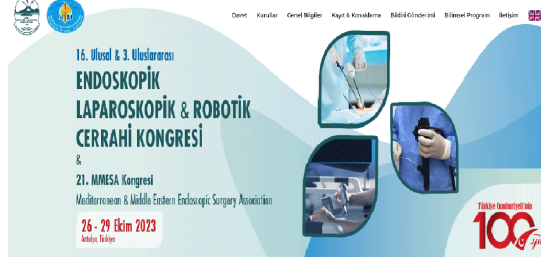 Davet Kurullar Genel Bilgiler Kayıt & Konaklama Bildiri Gönderimi Bilimsel Program İletişim
16. Ulusal & 3. Uluslararası
ENDOSKOPİK
LAPAROSKOPİK & ROBOTİK
CERRAHİ KONGRESİ
&
21. MMESA Kongresi
Mediterranean & Middle Eastern Endoscopic Surgery Association
26 - 29 Ekim 2023
Antalya, Türkiye
Türkiye Cumhuriyeti'nin
100. yılı